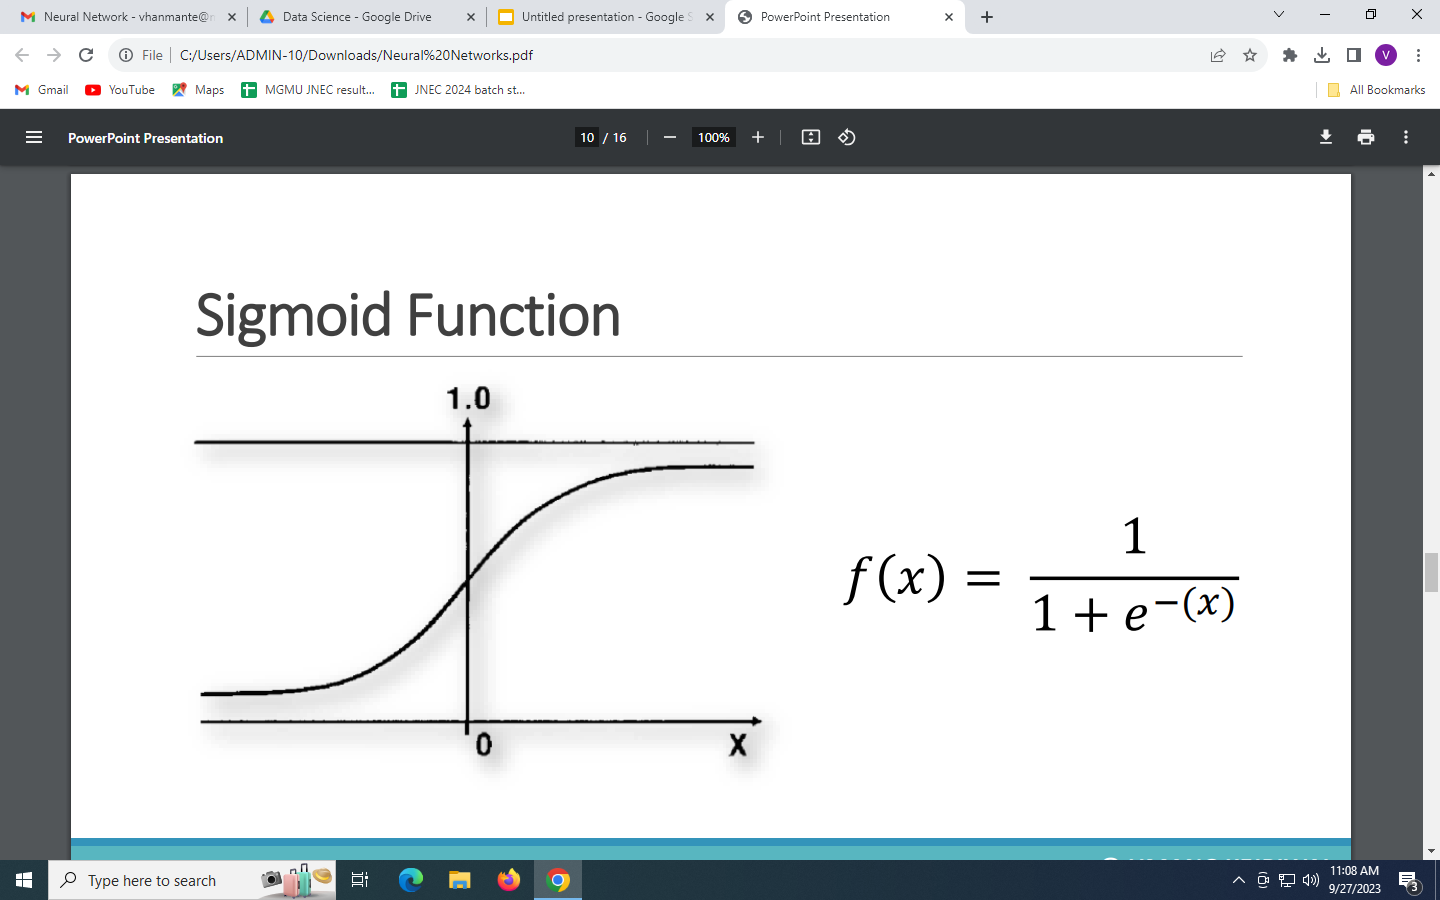 Neural Network - vhanmante@
Data Science - Google Drive
Untitled presentation - Google S
PowerPoint Presentation
File
C:/Users/ADMIN-10/Downloads/Neural%20Networks.pdf
V
Gmail
YouTube
Maps
MGMU JNEC result...
JNEC 2024 batch st...
All Bookmarks
PowerPoint Presentation
10 / 16
100%
Sigmoid Function
1.0
0
X
f(x) = 1 / (1 + e^−(x))
Type here to search
11:08 AM
9/27/2023
3